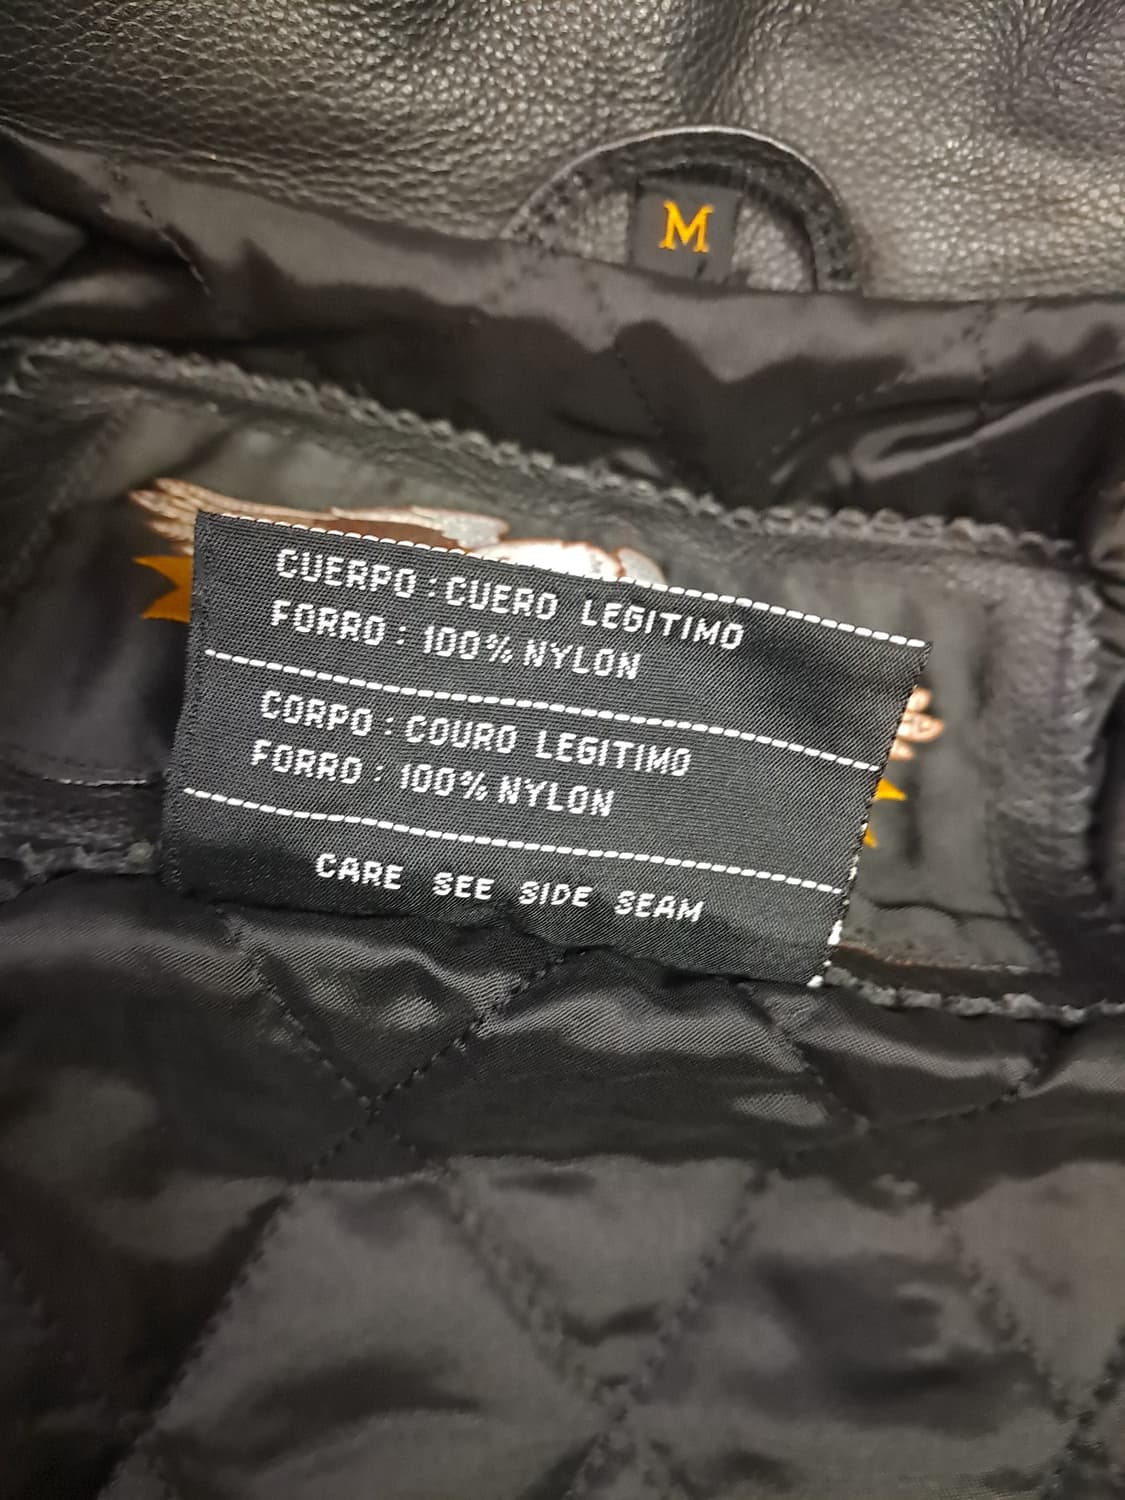 M
CUERPO : CUERO LEGITIMO
FORRO : 100% NYLON
CORPO : COURO LEGITIMO
FORRO : 100% NYLON
CARE SEE SIDE SEAM